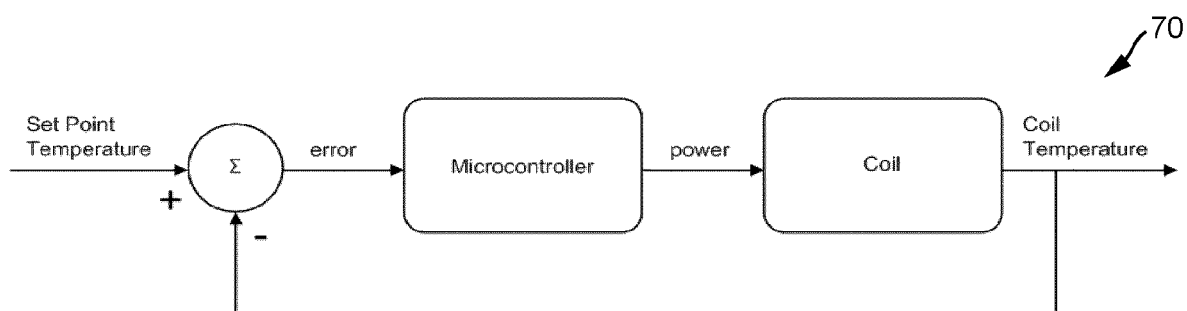 70
Set Point
Temperature
Σ
error
Microcontroller
power
Coil
Coil
Temperature
+
-